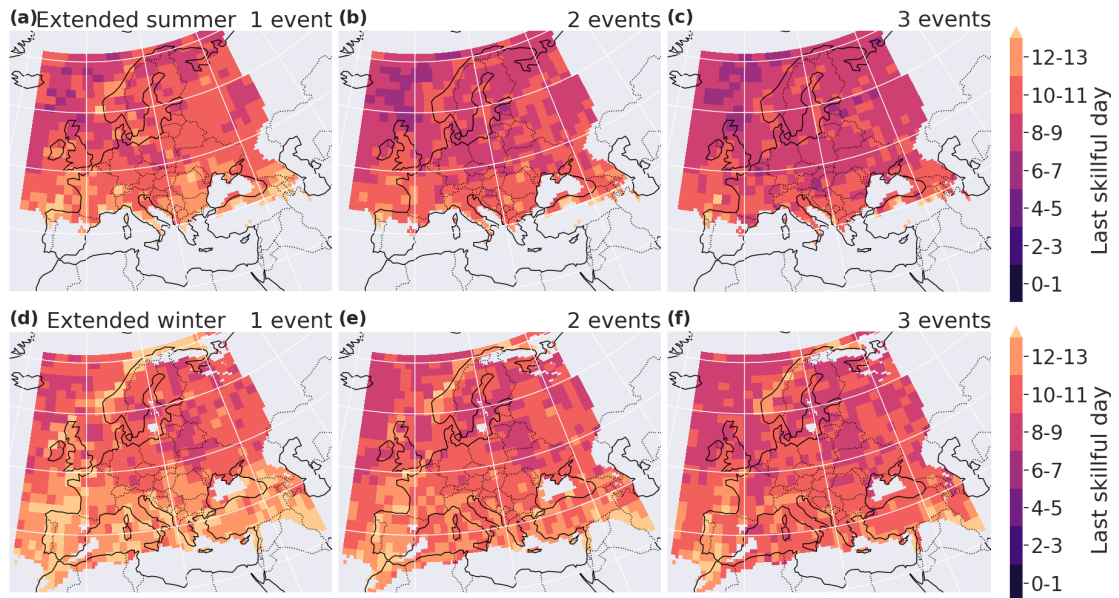 (a) Extended summer 1 event
(b) 2 events
(c) 3 events
12-13
10-11
8-9
6-7
4-5
2-3
0-1
Last skillful day
(d) Extended winter 1 event
(e) 2 events
(f) 3 events
12-13
10-11
8-9
6-7
4-5
2-3
0-1
Last skillful day